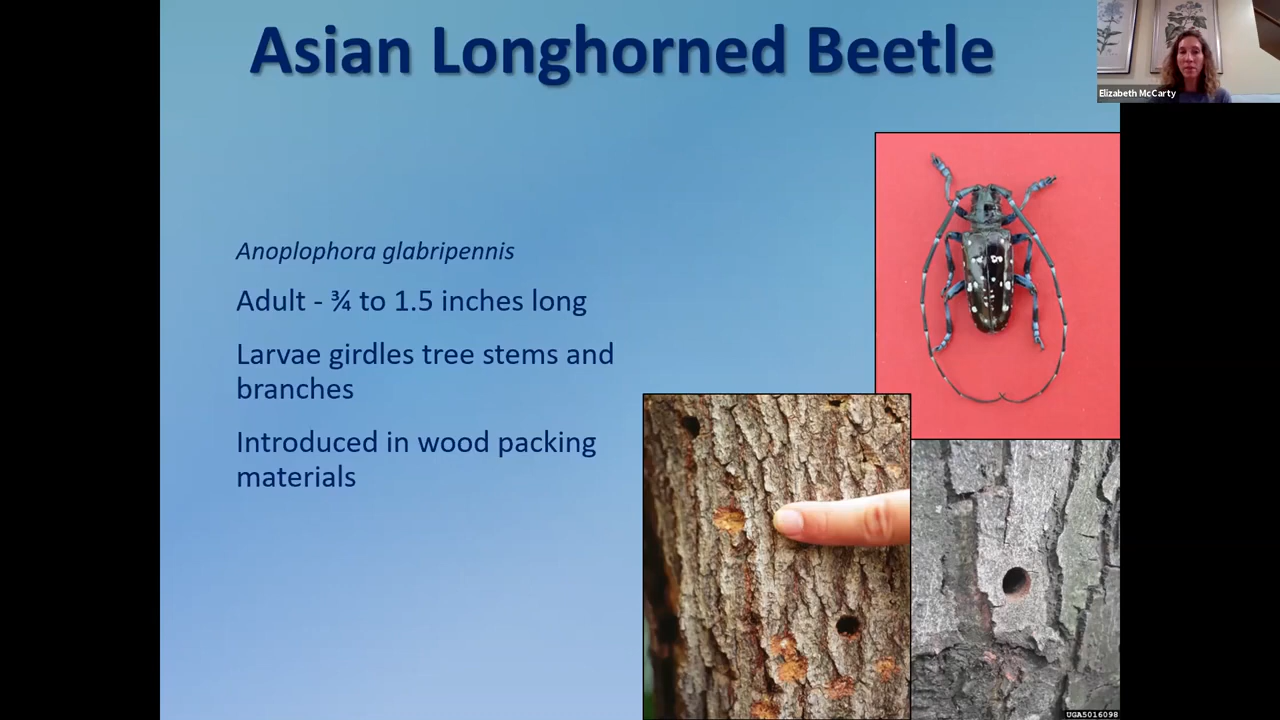 Asian Longhorned Beetle
Elizabeth McCarty
Anoplophora glabripennis
Adult - ¾ to 1.5 inches long
Larvae girdles tree stems and
branches
Introduced in wood packing
materials
UGA5016098